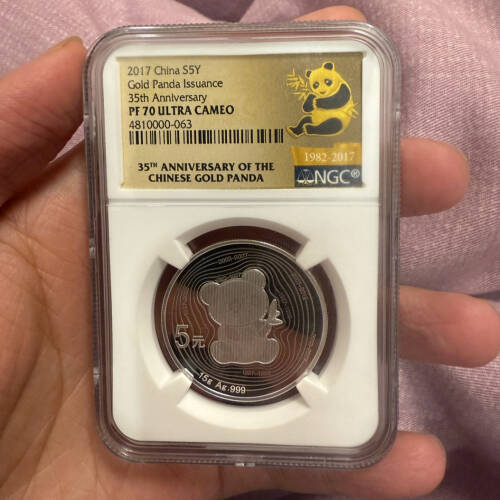 2017 China S5Y
Gold Panda Issuance
35th Anniversary
PF 70 ULTRA CAMEO
4810000-063
1982-2017
35TH ANNIVERSARY OF THE
CHINESE GOLD PANDA
NGC®
5元
15g Ag.999